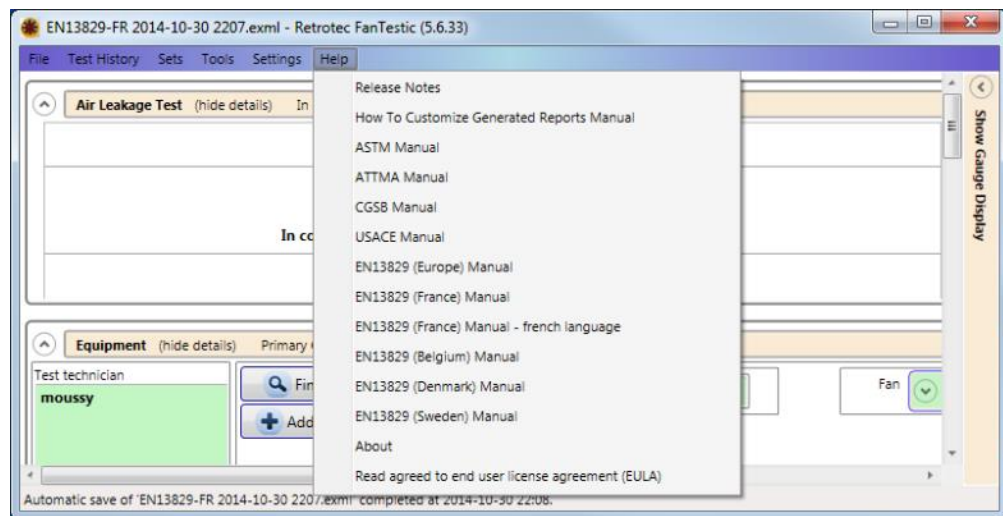 EN13829-FR 2014-10-30 2207.exml - Retrotec FanTestic (5.6.33)
File Test History Sets Tools Settings Help
Air Leakage Test (hide details) In
In co
Equipment (hide details) Primary
Test technician
moussy
Fin
Add
Release Notes
How To Customize Generated Reports Manual
ASTM Manual
ATTMA Manual
CGSB Manual
USACE Manual
EN13829 (Europe) Manual
EN13829 (France) Manual
EN13829 (France) Manual - french language
EN13829 (Belgium) Manual
EN13829 (Denmark) Manual
EN13829 (Sweden) Manual
About
Read agreed to end user license agreement (EULA)
Fan
Show Gauge Display
Automatic save of 'EN13829-FR 2014-10-30 2207.exml' completed at 2014-10-30 22:08.